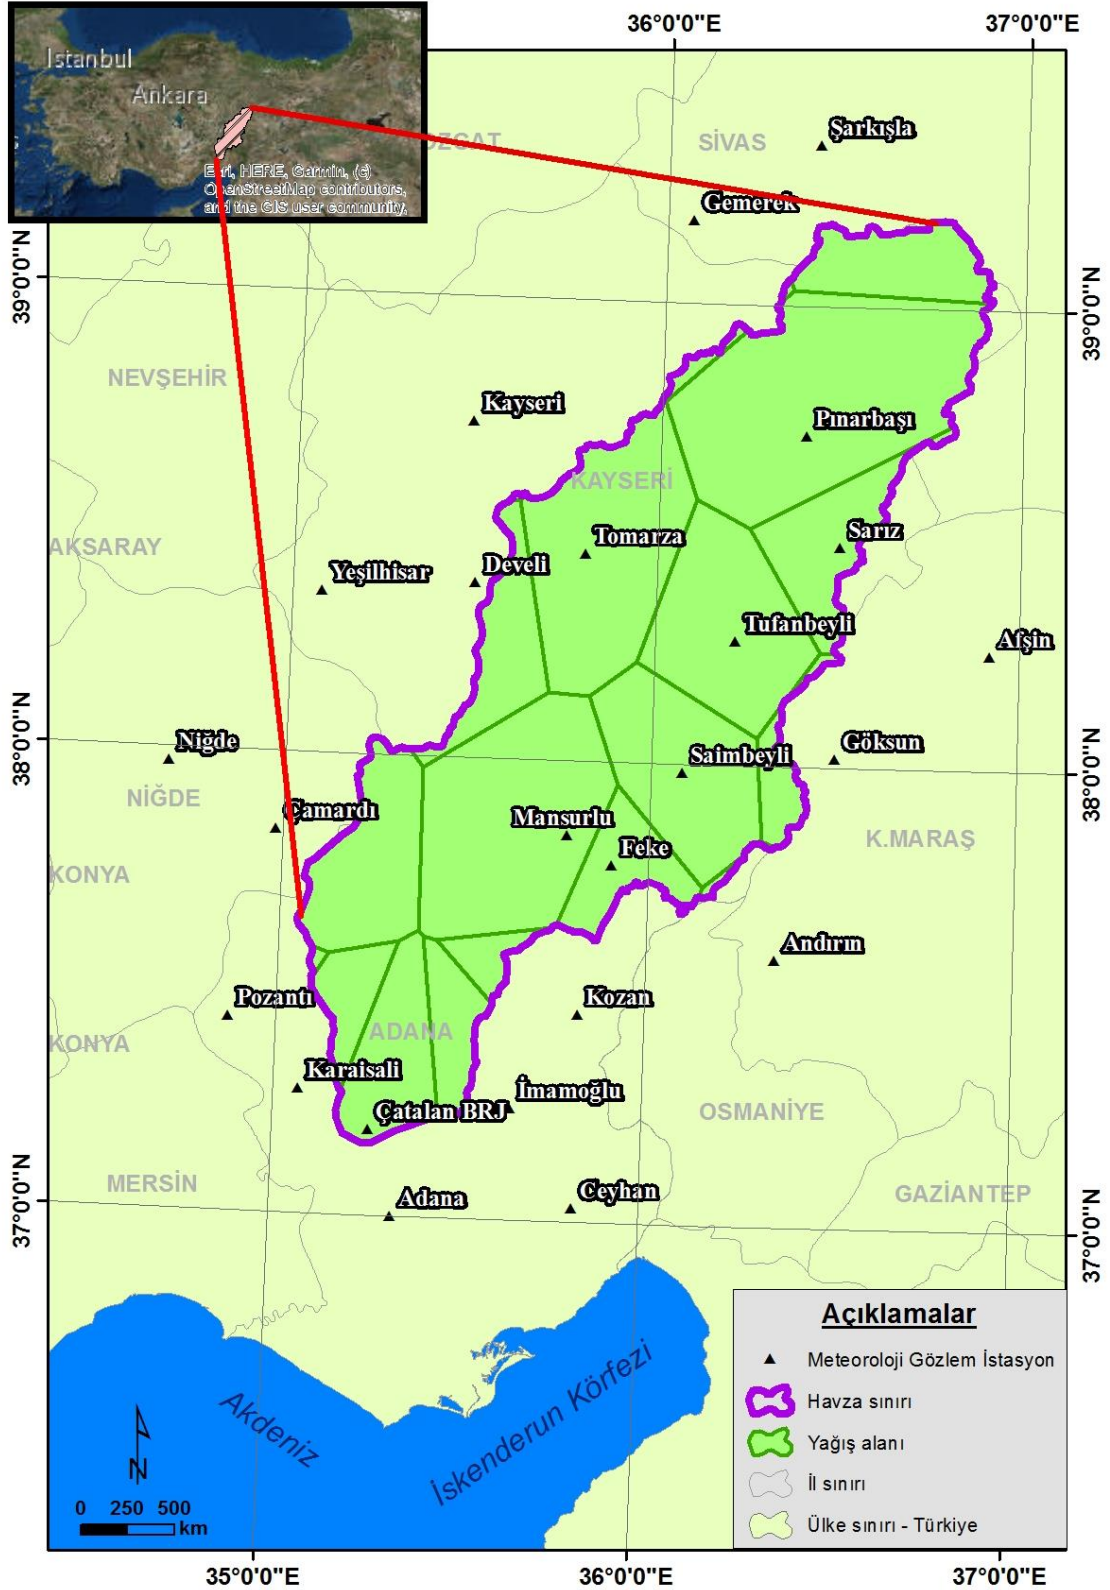 36°0'0"E
37°0'0"E
İstanbul
Ankara
Esri, HERE, Garmin, (c)
OpenStreetMap contributors,
and the GIS user community,
OZGAT
SİVAS
Şarkışla
Gemerek
39°0'0"N
39°0'0"N
NEVŞEHİR
Kayseri
Pınarbaşı
KAYSERİ
AKSARAY
Yeşilhisar
Develi
Tomarza
Sarız
Tufanbeyli
Afşin
38°0'0"N
38°0'0"N
Niğde
NİĞDE
Saimbeyli
Göksun
Çamardı
Mansurlu
Feke
K.MARAŞ
KONYA
Andırın
Pozantı
Kozan
KONYA
ADANA
Karaisali
İmamoğlu
Çatalan BRJ
OSMANİYE
MERSİN
Adana
Ceyhan
GAZİANTEP
37°0'0"N
37°0'0"N
Akdeniz
İskenderun Körfezi
N
0 250 500
km
Açıklamalar
Meteoroloji Gözlem İstasyon
Havza sınırı
Yağış alanı
İl sınırı
Ülke sınırı - Türkiye
35°0'0"E
36°0'0"E
37°0'0"E